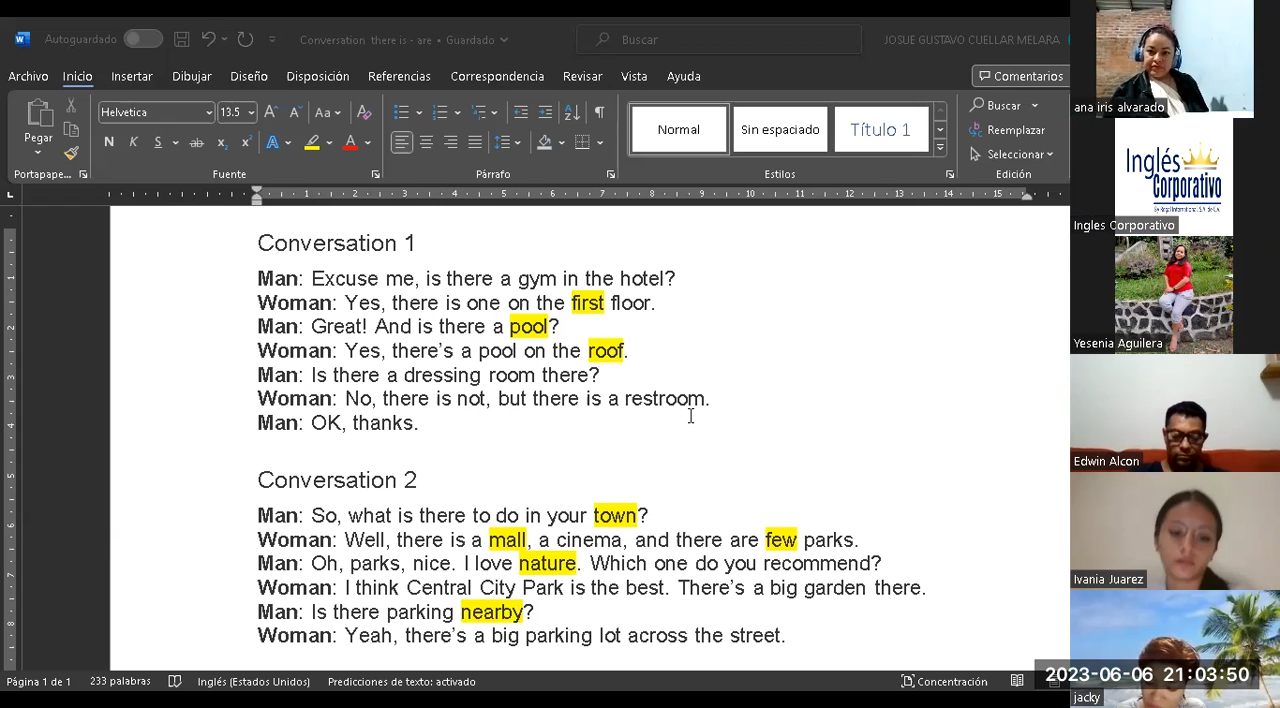 Autoguardado
Conversation there is - are • Guardado
Buscar
JOSUE GUSTAVO CUELLAR MELARA
Archivo Inicio Insertar Dibujar Diseño Disposición Referencias Correspondencia Revisar Vista Ayuda
Comentarios
Pegar
Helvetica 13.5
Normal
Sin espaciado
Título 1
Buscar
Reemplazar
Seleccionar
Portapape...
Fuente
Párrafo
Estilos
Edición
Conversation 1
Man: Excuse me, is there a gym in the hotel?
Woman: Yes, there is one on the first floor.
Man: Great! And is there a pool?
Woman: Yes, there's a pool on the roof.
Man: Is there a dressing room there?
Woman: No, there is not, but there is a restroom.
Man: OK, thanks.
Conversation 2
Man: So, what is there to do in your town?
Woman: Well, there is a mall, a cinema, and there are few parks.
Man: Oh, parks, nice. I love nature. Which one do you recommend?
Woman: I think Central City Park is the best. There's a big garden there.
Man: Is there parking nearby?
Woman: Yeah, there's a big parking lot across the street.
Página 1 de 1
233 palabras
Inglés (Estados Unidos)
Predicciones de texto: activado
Concentración
ana iris alvarado
Inglés
Corporativo
Ingles Corporativo
Yesenia Aguilera
Edwin Alcon
Ivania Juarez
2023-06-06 21:03:50
jacky